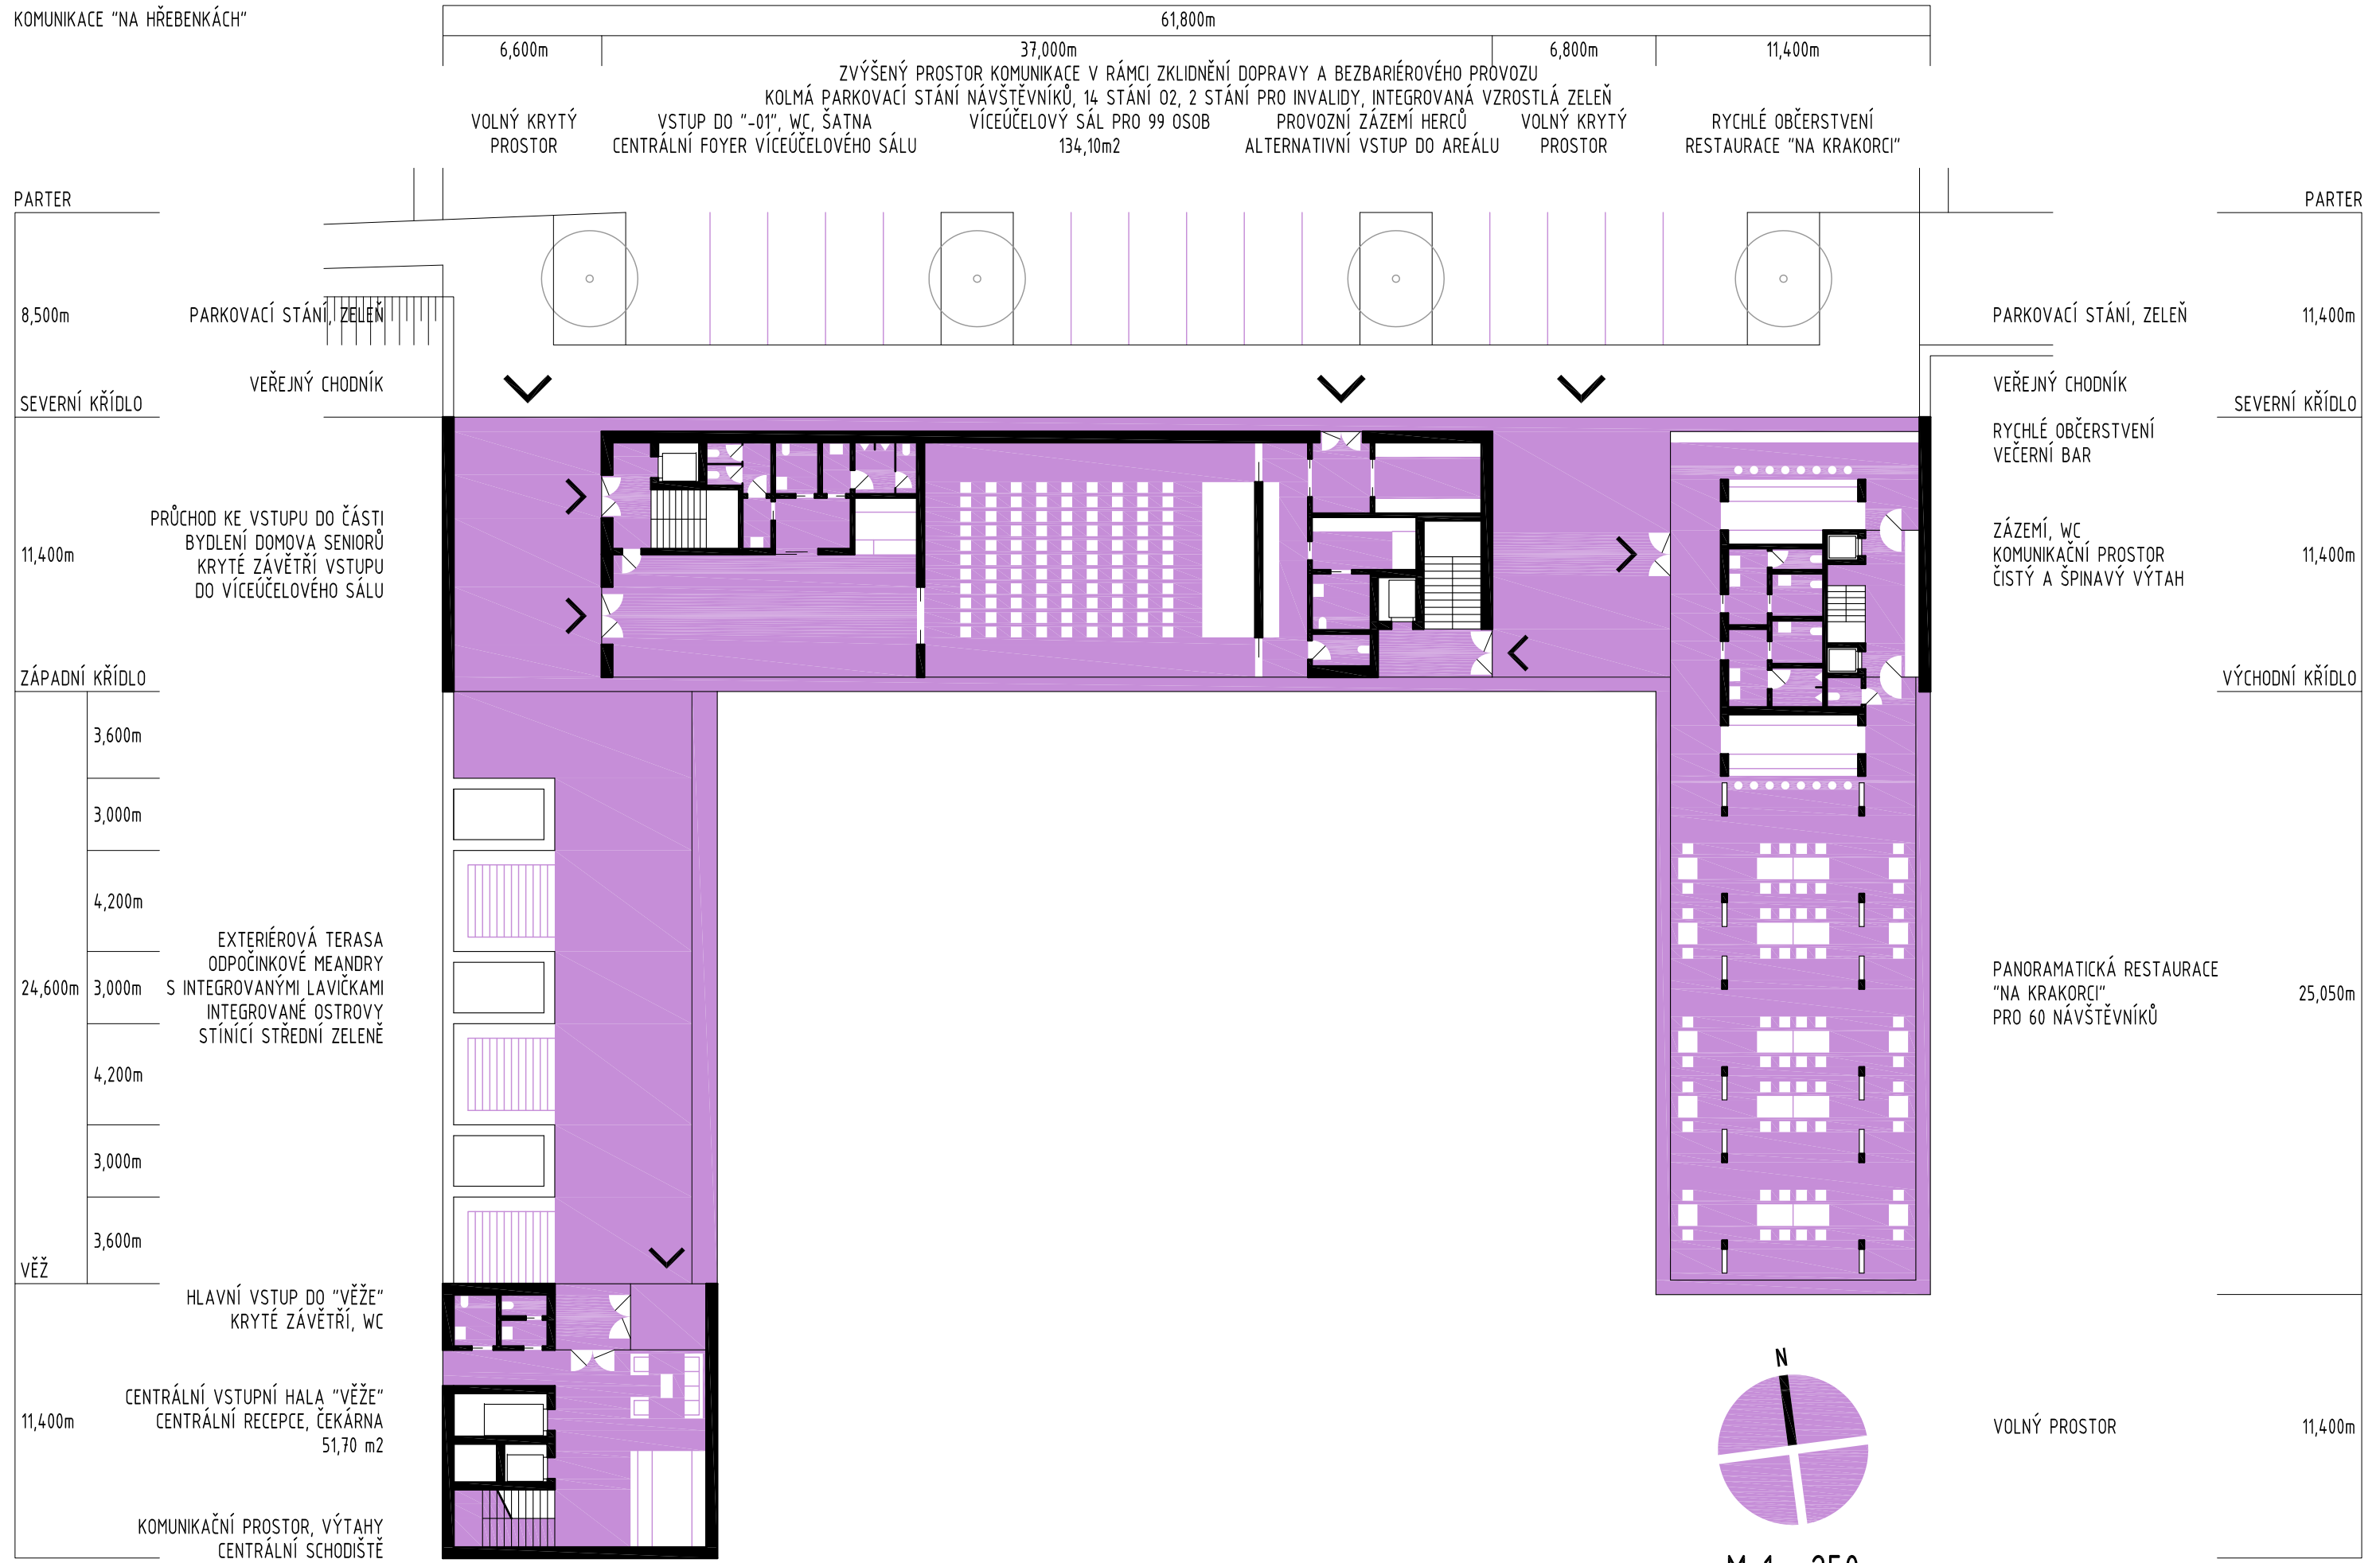 KOMUNIKACE "NA HŘEBENKÁCH"
61,800m
6,600m
37,000m
6,800m
11,400m
ZVÝŠENÝ PROSTOR KOMUNIKACE V RÁMCI ZKLIDNĚNÍ DOPRAVY A BEZBARIÉROVÉHO PROVOZU
KOLMÁ PARKOVACÍ STÁNÍ NÁVŠTĚVNÍKŮ, 14 STÁNÍ O2, 2 STÁNÍ PRO INVALIDY, INTEGROVANÁ VZROSTLÁ ZELEŇ
VOLNÝ KRYTÝ
PROSTOR
VSTUP DO "-01", WC, ŠATNA
CENTRÁLNÍ FOYER VÍCEÚČELOVÉHO SÁLU
VÍCEÚČELOVÝ SÁL PRO 99 OSOB
134,10m2
PROVOZNÍ ZÁZEMÍ HERCŮ
ALTERNATIVNÍ VSTUP DO AREÁLU
VOLNÝ KRYTÝ
PROSTOR
RYCHLÉ OBČERSTVENÍ
RESTAURACE "NA KRAKORCI"
PARTER
8,500m
PARKOVACÍ STÁNÍ, ZELEŇ
VEŘEJNÝ CHODNÍK
SEVERNÍ KŘÍDLO
11,400m
PRŮCHOD KE VSTUPU DO ČÁSTI
BYDLENÍ DOMOVA SENIORŮ
KRYTÉ ZÁVĚTŘÍ VSTUPU
DO VÍCEÚČELOVÉHO SÁLU
ZÁPADNÍ KŘÍDLO
3,600m
3,000m
4,200m
24,600m
3,000m
EXTERIÉROVÁ TERASA
ODPOČINKOVÉ MEANDRY
S INTEGROVANÝMI LAVIČKAMI
INTEGROVANÉ OSTROVY
STÍNÍCÍ STŘEDNÍ ZELENĚ
4,200m
3,000m
3,600m
VĚŽ
HLAVNÍ VSTUP DO "VĚŽE"
KRYTÉ ZÁVĚTŘÍ, WC
11,400m
CENTRÁLNÍ VSTUPNÍ HALA "VĚŽE"
CENTRÁLNÍ RECEPCE, ČEKÁRNA
51,70 m2
KOMUNIKAČNÍ PROSTOR, VÝTAHY
CENTRÁLNÍ SCHODIŠTĚ
PARTER
PARKOVACÍ STÁNÍ, ZELEŇ
11,400m
VEŘEJNÝ CHODNÍK
SEVERNÍ KŘÍDLO
RYCHLÉ OBČERSTVENÍ
VEČERNÍ BAR
ZÁZEMÍ, WC
KOMUNIKAČNÍ PROSTOR
ČISTÝ A ŠPINAVÝ VÝTAH
11,400m
VÝCHODNÍ KŘÍDLO
PANORAMATICKÁ RESTAURACE
"NA KRAKORCI"
PRO 60 NÁVŠTĚVNÍKŮ
25,050m
N
VOLNÝ PROSTOR
11,400m